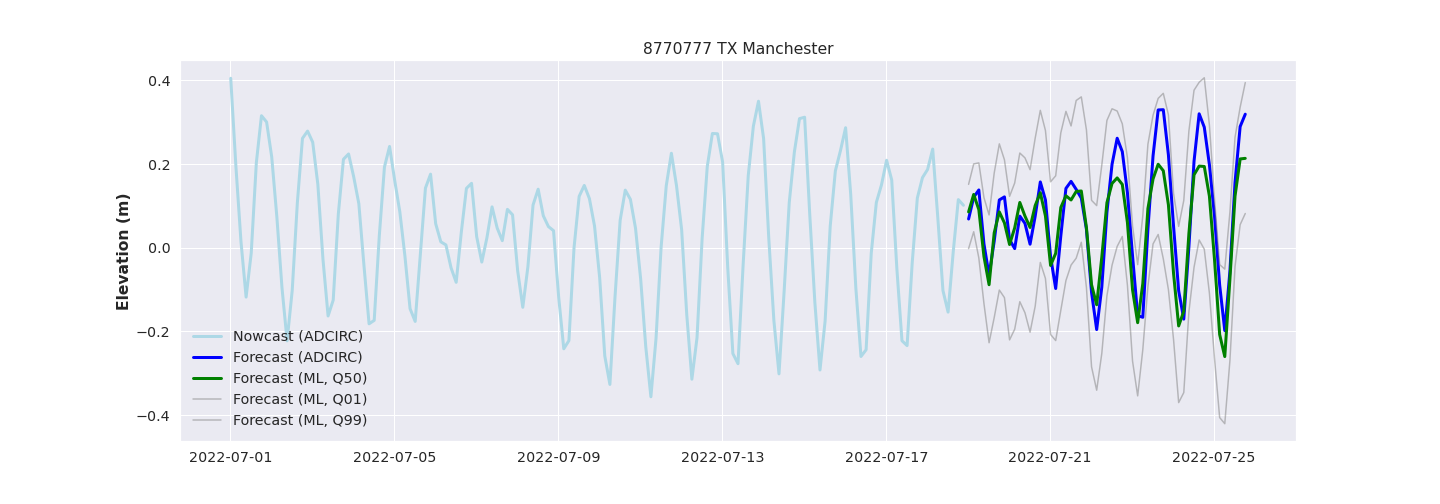 8770777 TX Manchester
Elevation (m)
0.4
0.2
0.0
−0.2
−0.4
Nowcast (ADCIRC)
Forecast (ADCIRC)
Forecast (ML, Q50)
Forecast (ML, Q01)
Forecast (ML, Q99)
2022-07-01 2022-07-05 2022-07-09 2022-07-13 2022-07-17 2022-07-21 2022-07-25